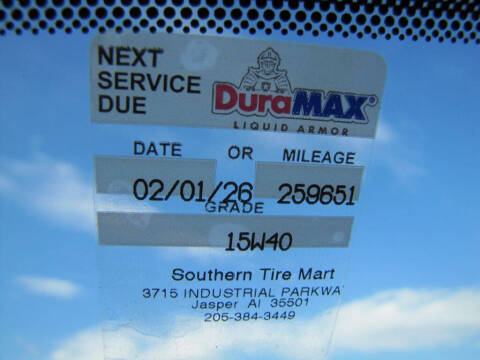 NEXT
SERVICE
DUE
DuraMAX®
LIQUID ARMOR
DATE OR MILEAGE
02/01/26 259651
GRADE
15W40
Southern Tire Mart
3715 INDUSTRIAL PARKWA
Jasper Al 35501
205-384-3449